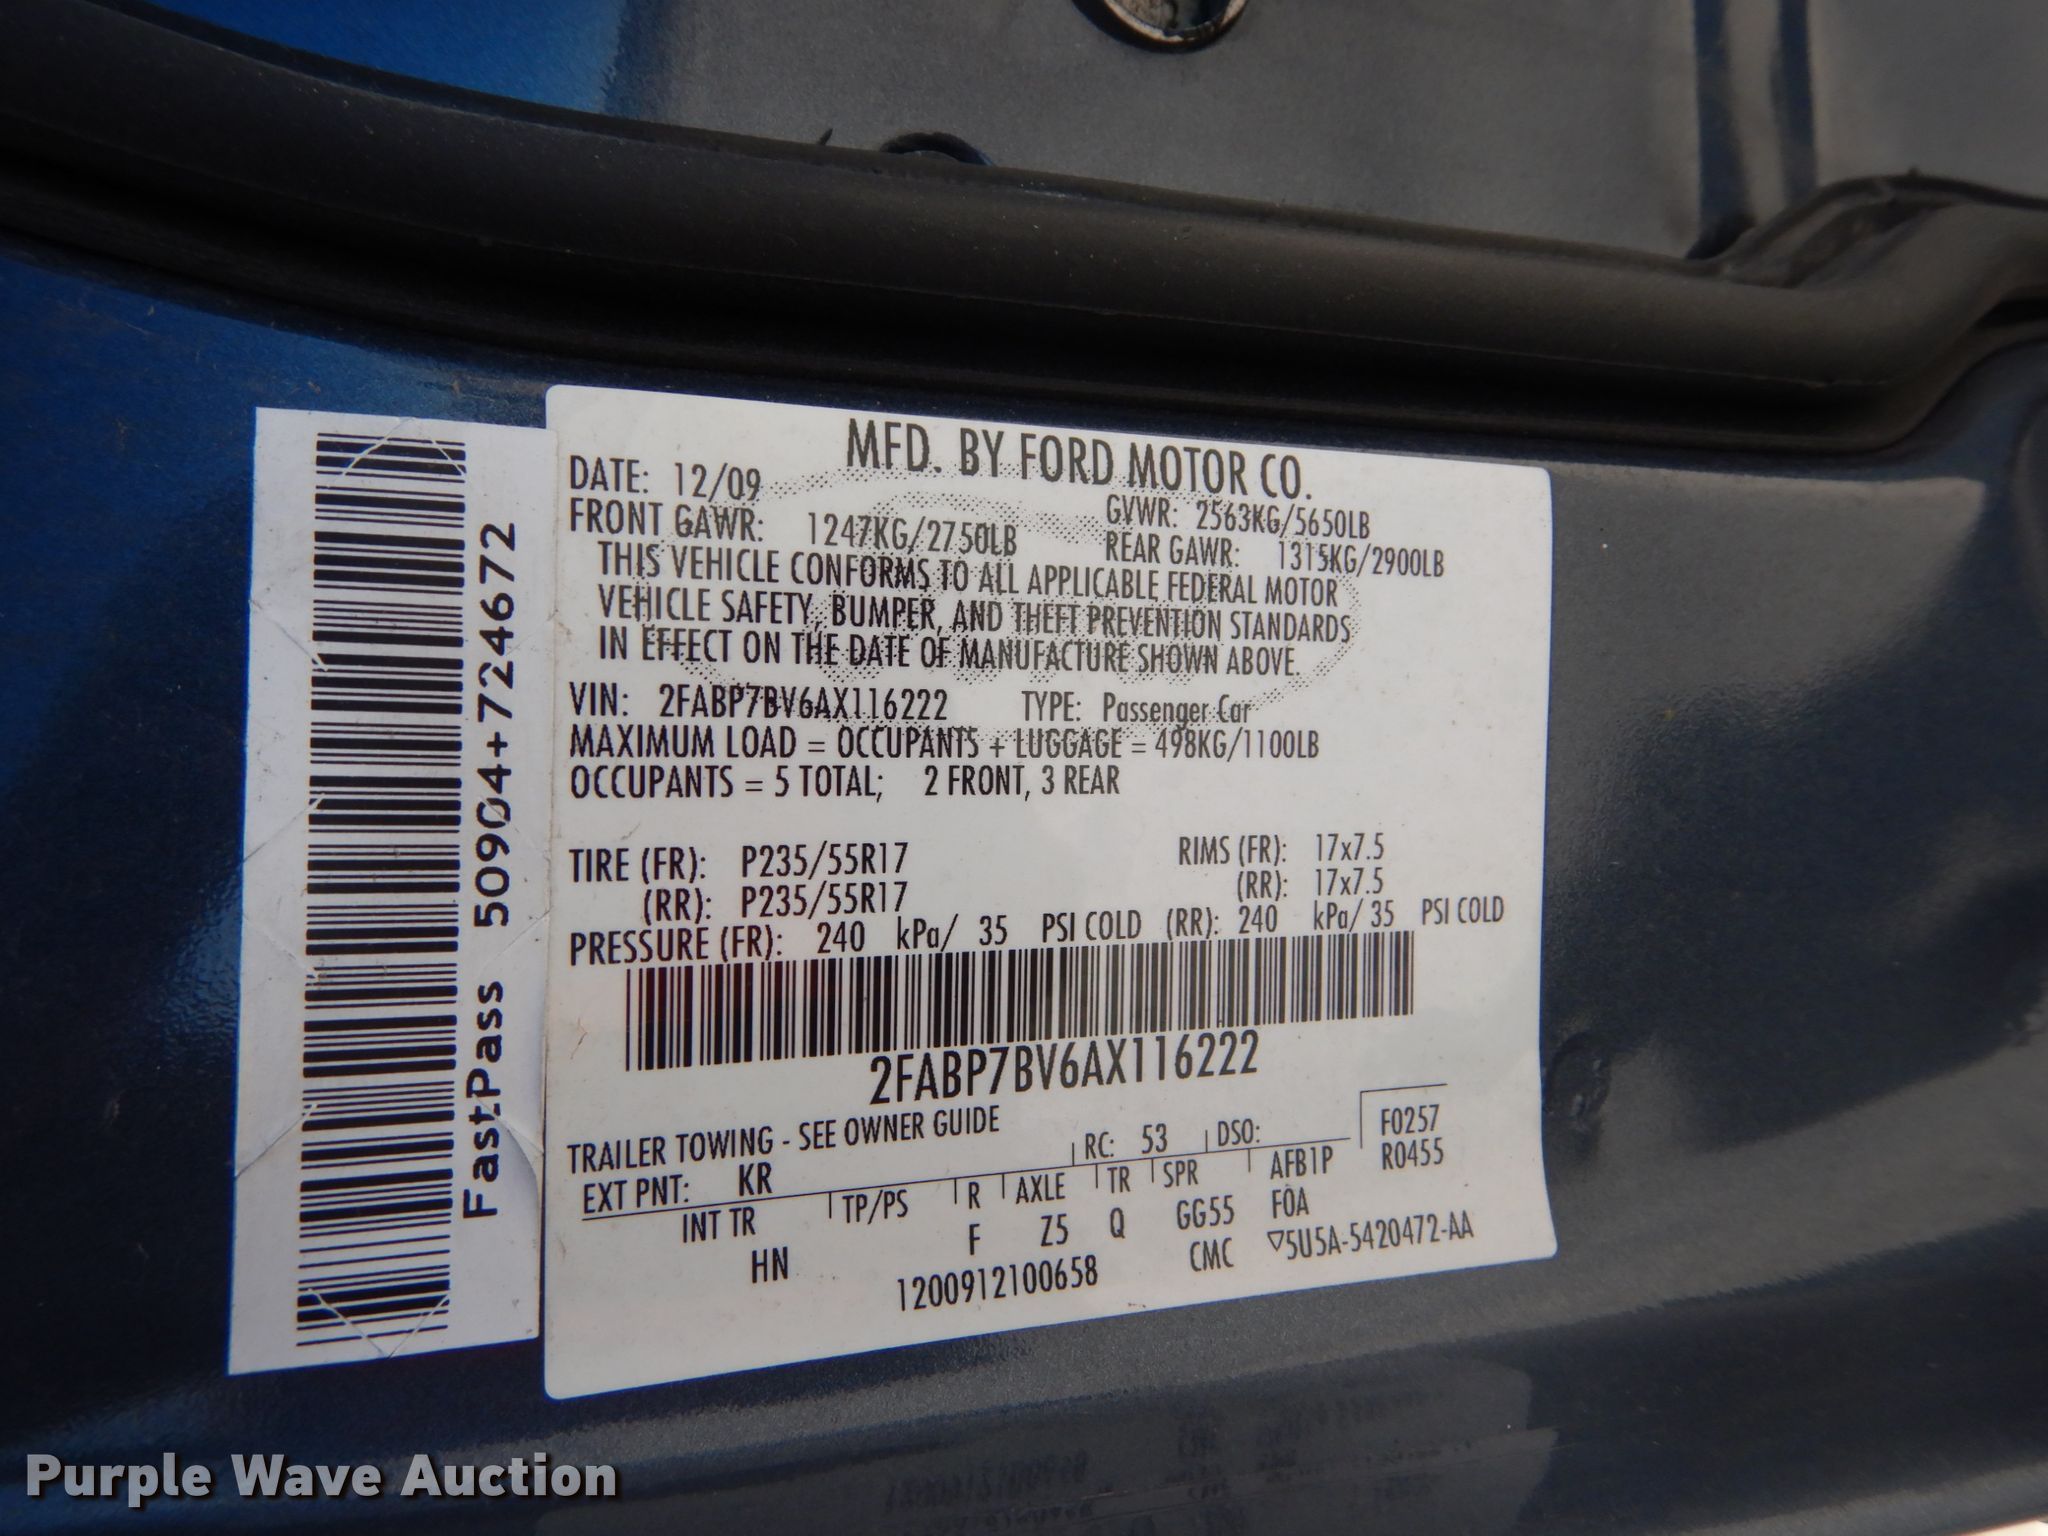 MFD. BY FORD MOTOR CO.
DATE: 12/09
GVWR: 2563KG/5650LB
FRONT GAWR: 1247KG/2750LB
REAR GAWR: 1315KG/2900LB
THIS VEHICLE CONFORMS TO ALL APPLICABLE FEDERAL MOTOR
VEHICLE SAFETY, BUMPER, AND THEFT PREVENTION STANDARDS
IN EFFECT ON THE DATE OF MANUFACTURE SHOWN ABOVE.
VIN: 2FABP7BV6AX116222 TYPE: Passenger Car
MAXIMUM LOAD = OCCUPANTS + LUGGAGE = 498KG/1100LB
OCCUPANTS = 5 TOTAL; 2 FRONT, 3 REAR
TIRE (FR): P235/55R17 RIMS (FR): 17x7.5
(RR): P235/55R17 (RR): 17x7.5
PRESSURE (FR): 240 kPa/ 35 PSI COLD (RR): 240 kPa/ 35 PSI COLD
2FABP7BV6AX116222
TRAILER TOWING - SEE OWNER GUIDE
RC: 53 DSO:
F0257
R0455
EXT PNT: KR
INT TR TP/PS R AXLE TR SPR AFB1P
HN F Z5 Q GG55 F0A
1200912100658 CMC ▽5U5A-5420472-AA
FastPass 50904+724672
Purple Wave Auction